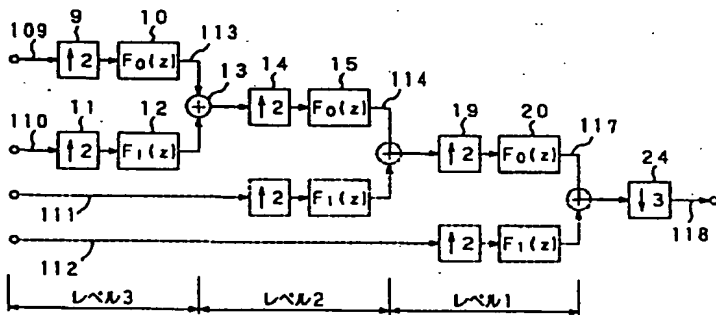 9 10
109 ↑2 F₀(z) 113
13 14 15
11 12 ↑2 F₀(z) 114
110 ↑2 F₁(z) 19 20
↑2 F₀(z) 117
111 ↑2 F₁(z) 24
↓3 118
112 ↑2 F₁(z)
レベル3 レベル2 レベル1